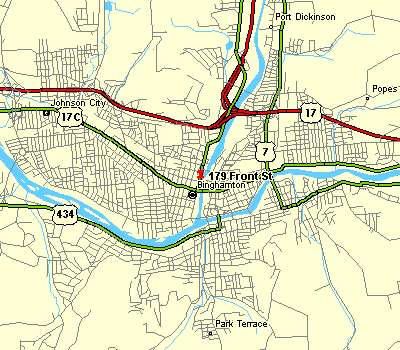 Port Dickinson
Popes
Johnson City
17C
17
7
179 Front St
Binghamton
434
Park Terrace